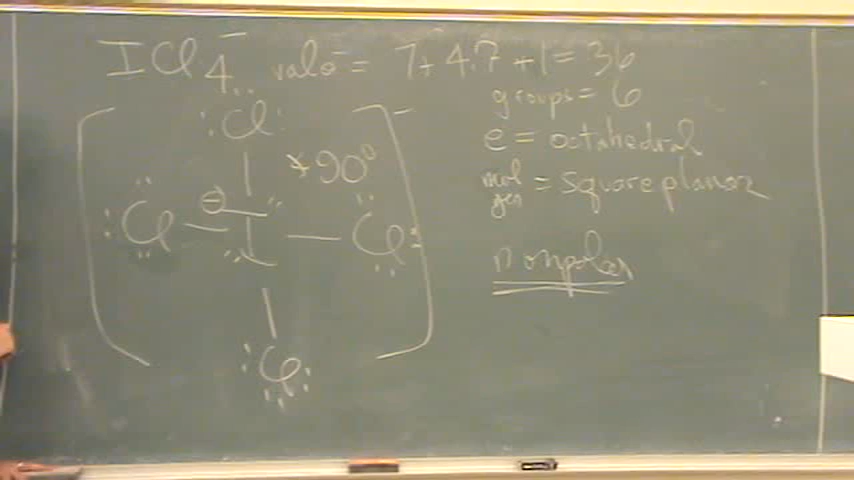 ICl4⁻ val e⁻ = 7 + 4·7 + 1 = 36
groups = 6
:Cl:
∢90°
e = octahedral
mol geo = square planar
:Cl — I — Cl:
⊖
nonpolar
:Cl: